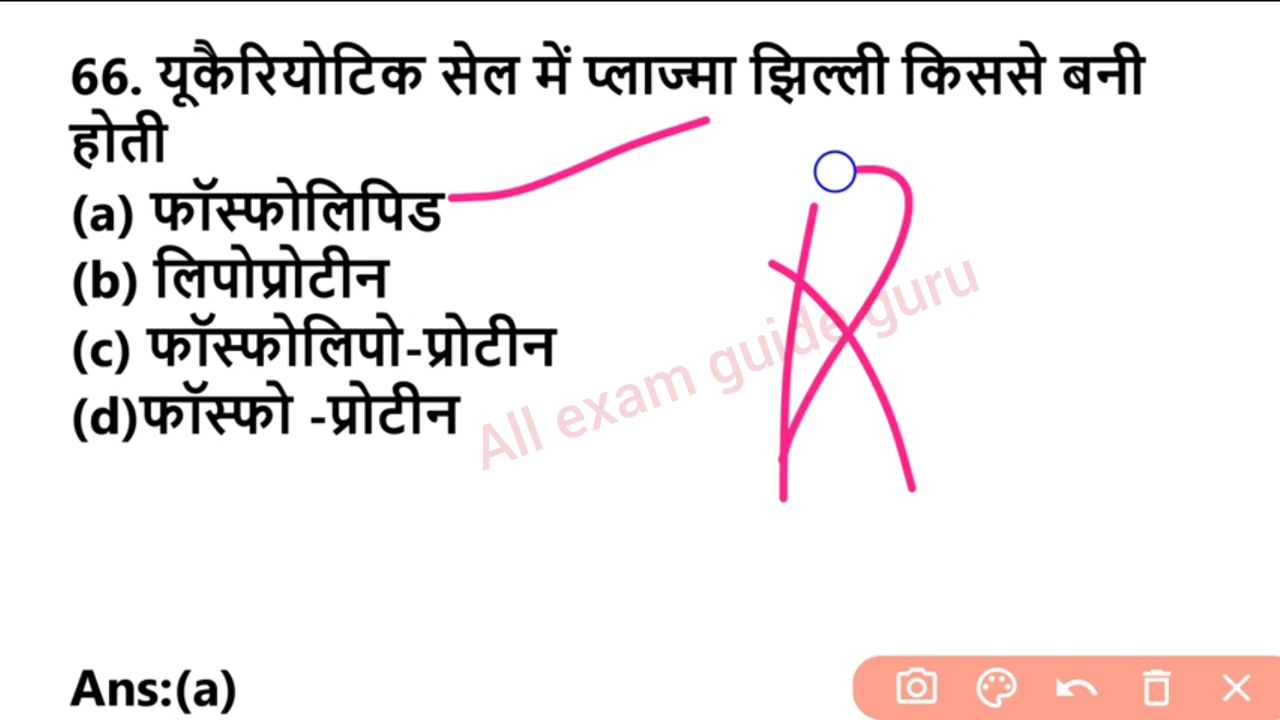 66. यूकैरियोटिक सेल में प्लाज्मा झिल्ली किससे बनी
होती
(a) फॉस्फोलिपिड
(b) लिपोप्रोटीन
(c) फॉस्फोलिपो-प्रोटीन
(d)फॉस्फो -प्रोटीन
All exam guide guru
Ans:(a)